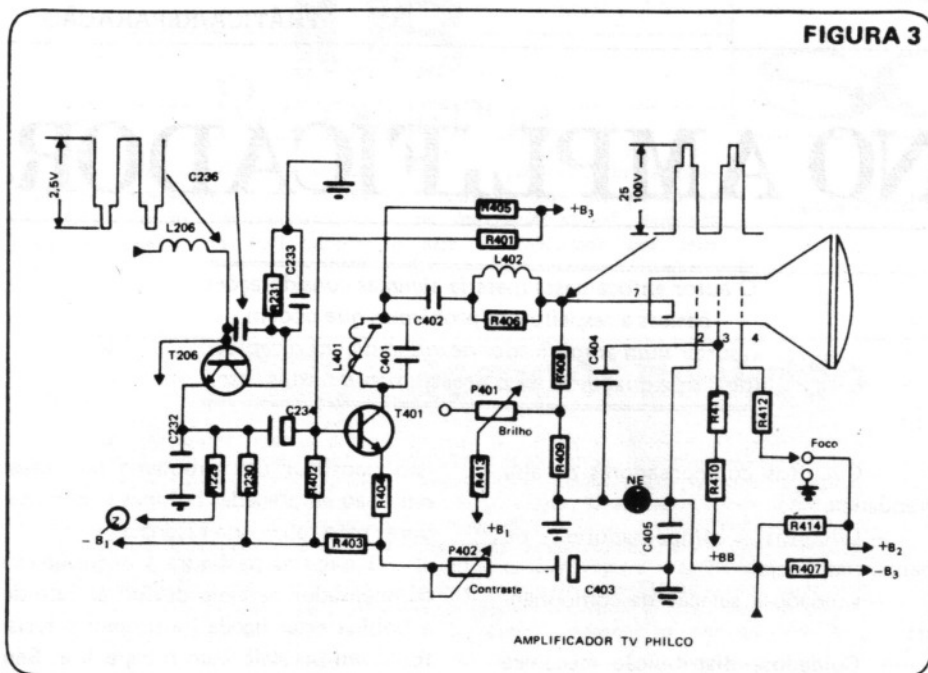 FIGURA 3
NO AMPLIFICADOR
2,5V
C236
L206
R231
C233
T206
C232
R229
R230
C234
R402
Z
- B1
R403
R405
+B3
R401
L402
C402
R406
L401
C401
T401
R404
P401
Brilho
R413
+B1
P402
Contraste
C403
25
100V
7
2
3
4
R408
C404
R409
NE
C405
R411
R410
R412
Foco
R414
+BB
+B2
R407
-B3
AMPLIFICADOR TV PHILCO